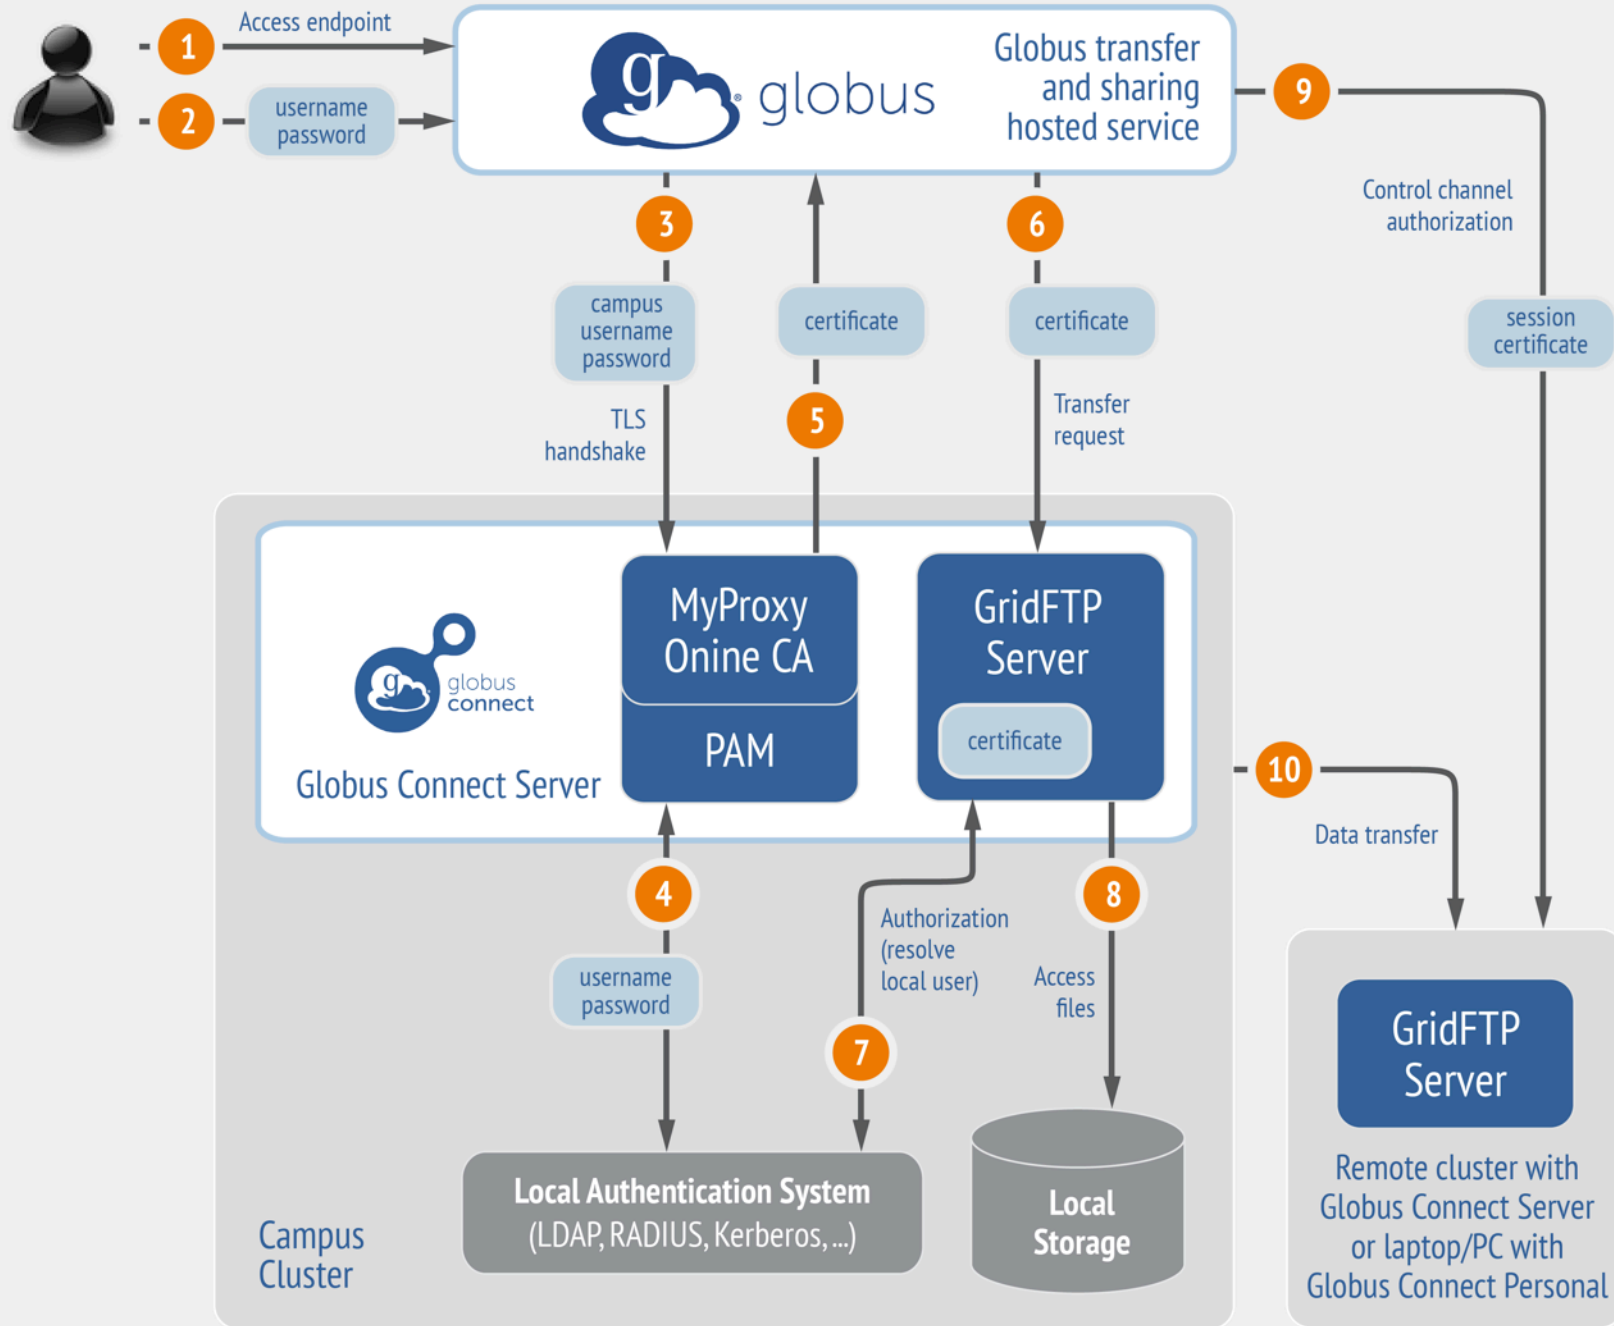 1
Access endpoint
2
username
password
g
®
globus
Globus transfer
and sharing
hosted service
9
Control channel
authorization
session
certificate
3
campus
username
password
TLS
handshake
5
certificate
6
certificate
Transfer
request
g
globus
connect
Globus Connect Server
MyProxy
Onine CA
PAM
GridFTP
Server
certificate
4
username
password
7
Authorization
(resolve
local user)
8
Access
files
10
Data transfer
Local Authentication System
(LDAP, RADIUS, Kerberos, ...)
Local
Storage
Campus
Cluster
GridFTP
Server
Remote cluster with
Globus Connect Server
or laptop/PC with
Globus Connect Personal